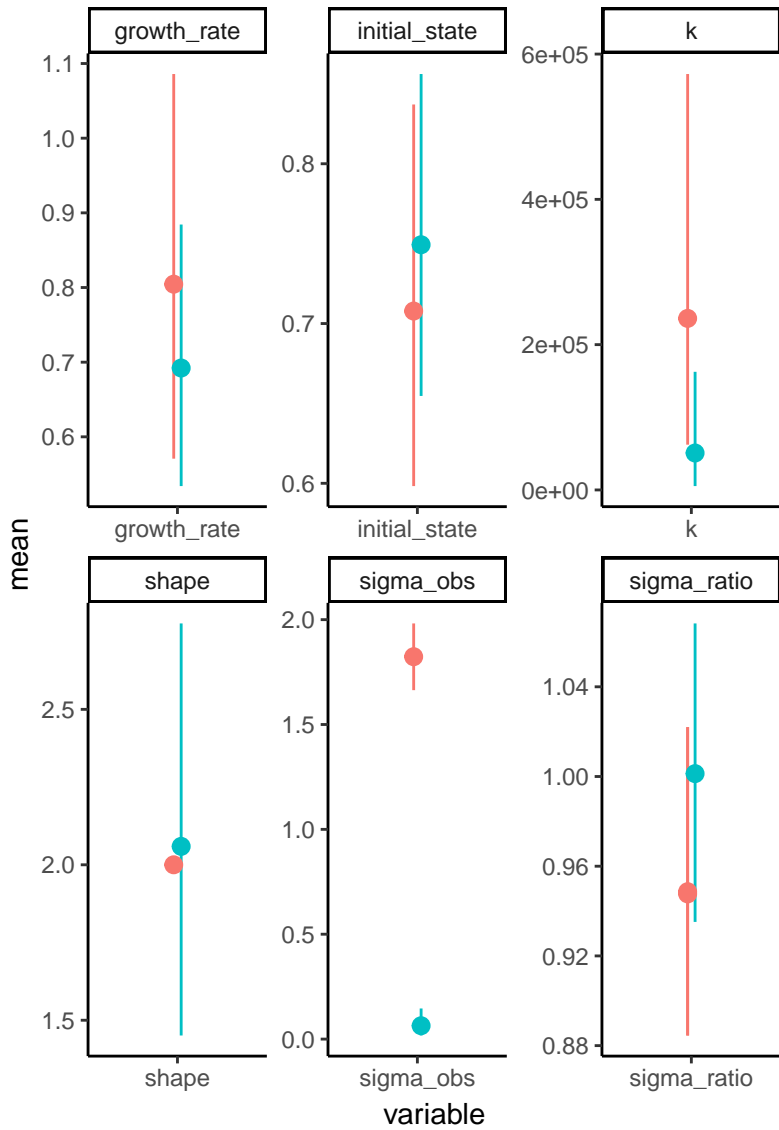 growth_rate
initial_state
k
1.1
1.0
0.9
0.8
0.7
0.6
growth_rate
0.8
0.7
0.6
initial_state
6e+05
4e+05
2e+05
0e+00
k
mean
shape
sigma_obs
sigma_ratio
2.5
2.0
1.5
shape
2.0
1.5
1.0
0.5
0.0
sigma_obs
1.04
1.00
0.96
0.92
0.88
sigma_ratio
variable